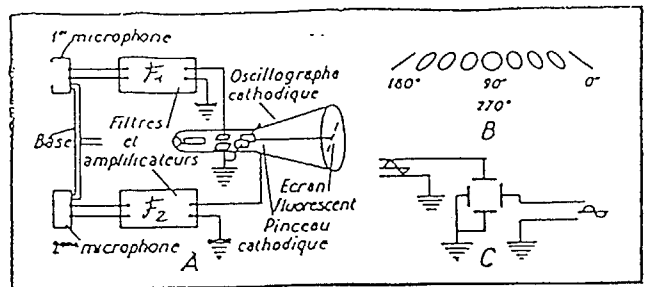 1er microphone
F1
Oscillographe
cathodique
Filtres
et
amplificateurs
Base
F2
Ecran
fluorescent
Pinceau
cathodique
2ème microphone
A
180° 90° 0°
270°
B
C